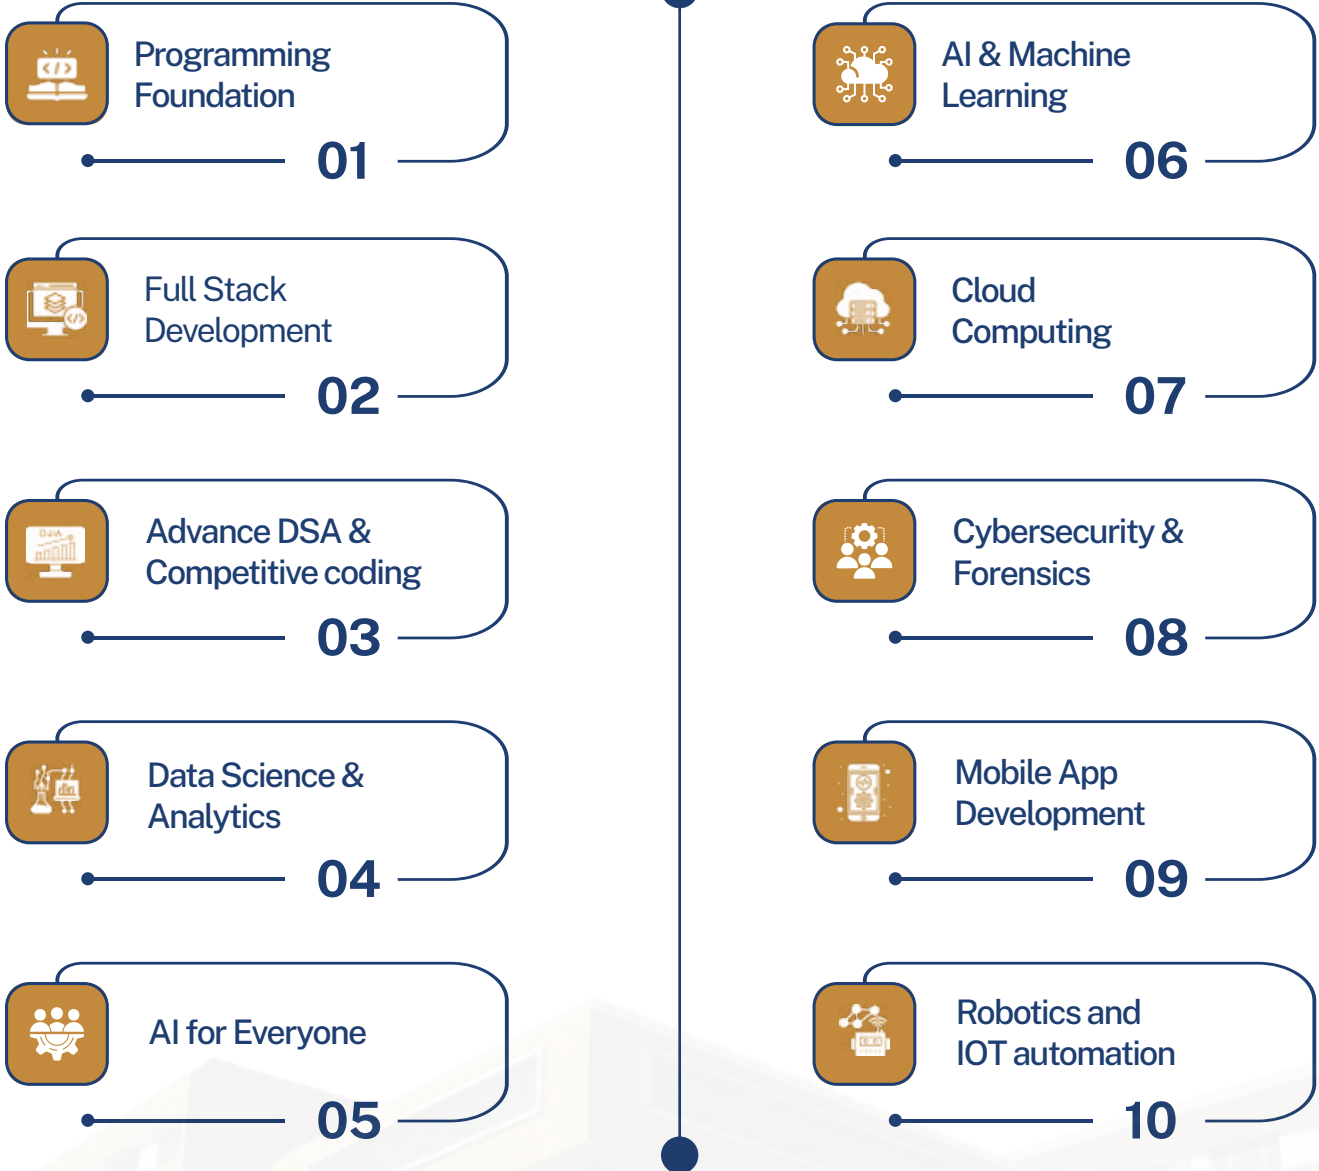 Programming
Foundation
01
Full Stack
Development
02
Advance DSA &
Competitive coding
03
Data Science &
Analytics
04
AI for Everyone
05
AI & Machine
Learning
06
Cloud
Computing
07
Cybersecurity &
Forensics
08
Mobile App
Development
09
Robotics and
IOT automation
10